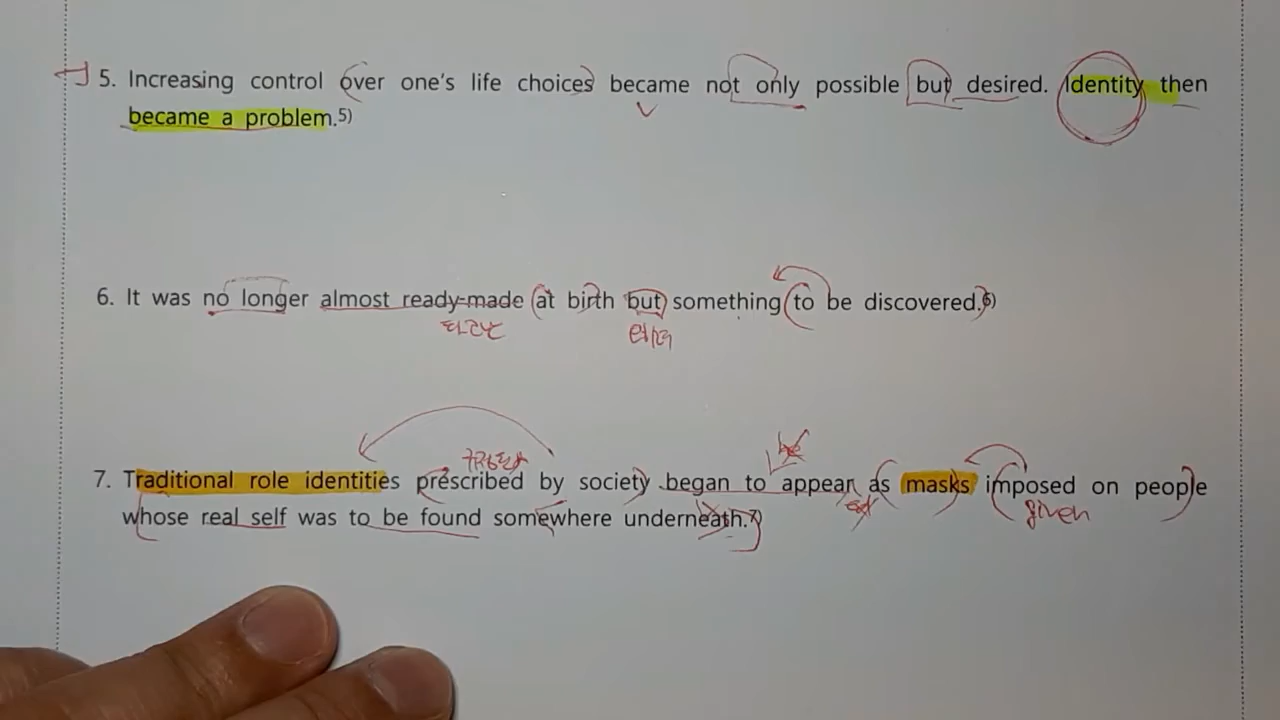 5. Increasing control over one's life choices became not only possible but desired. Identity then
became a problem.5)
6. It was no longer almost ready-made at birth but something to be discovered.6)
타고난
7. Traditional role identities prescribed by society began to appear as masks imposed on people
given
whose real self was to be found somewhere underneath.7)